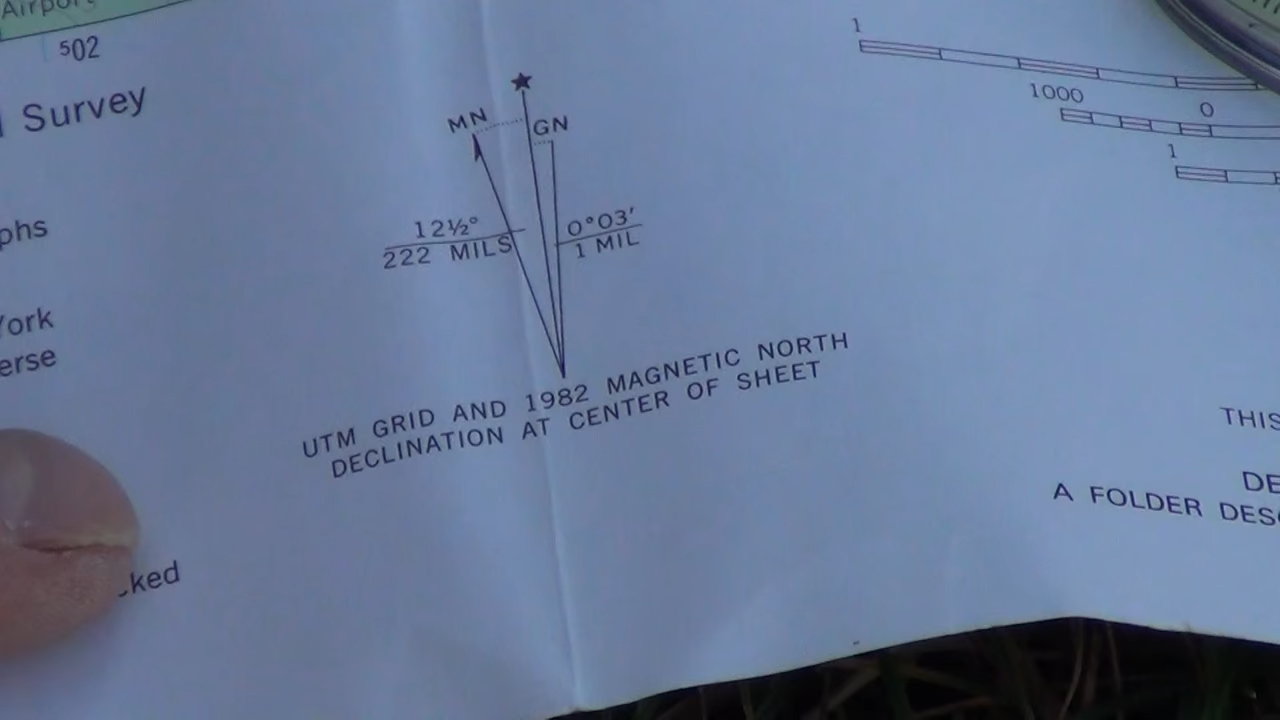 Airport
502
Survey
phs
York
erse
ked
MN
GN
12½°
222 MILS
0°03'
1 MIL
UTM GRID AND 1982 MAGNETIC NORTH
DECLINATION AT CENTER OF SHEET
1
1000 0
1
THIS
DE
A FOLDER DES